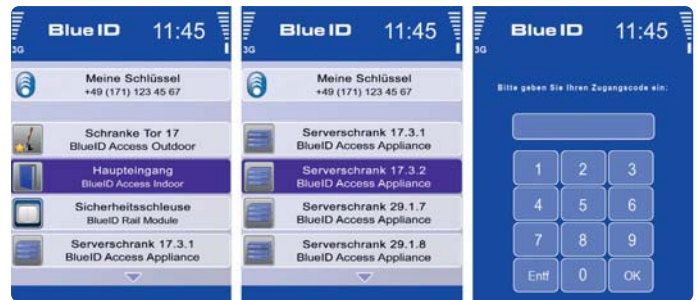 BlueID 11:45
3G
Meine Schlüssel
+49 (171) 123 45 67
Schranke Tor 17
BlueID Access Outdoor
Haupteingang
BlueID Access Indoor
Sicherheitsschleuse
BlueID Rail Module
Serverschrank 17.3.1
BlueID Access Appliance
BlueID 11:45
3G
Meine Schlüssel
+49 (171) 123 45 67
Serverschrank 17.3.1
BlueID Access Appliance
Serverschrank 17.3.2
BlueID Access Appliance
Serverschrank 29.1.7
BlueID Access Appliance
Serverschrank 29.1.8
BlueID Access Appliance
BlueID 11:45
3G
Bitte geben Sie Ihren Zugangscode ein:
1 2 3
4 5 6
7 8 9
Entf 0 OK